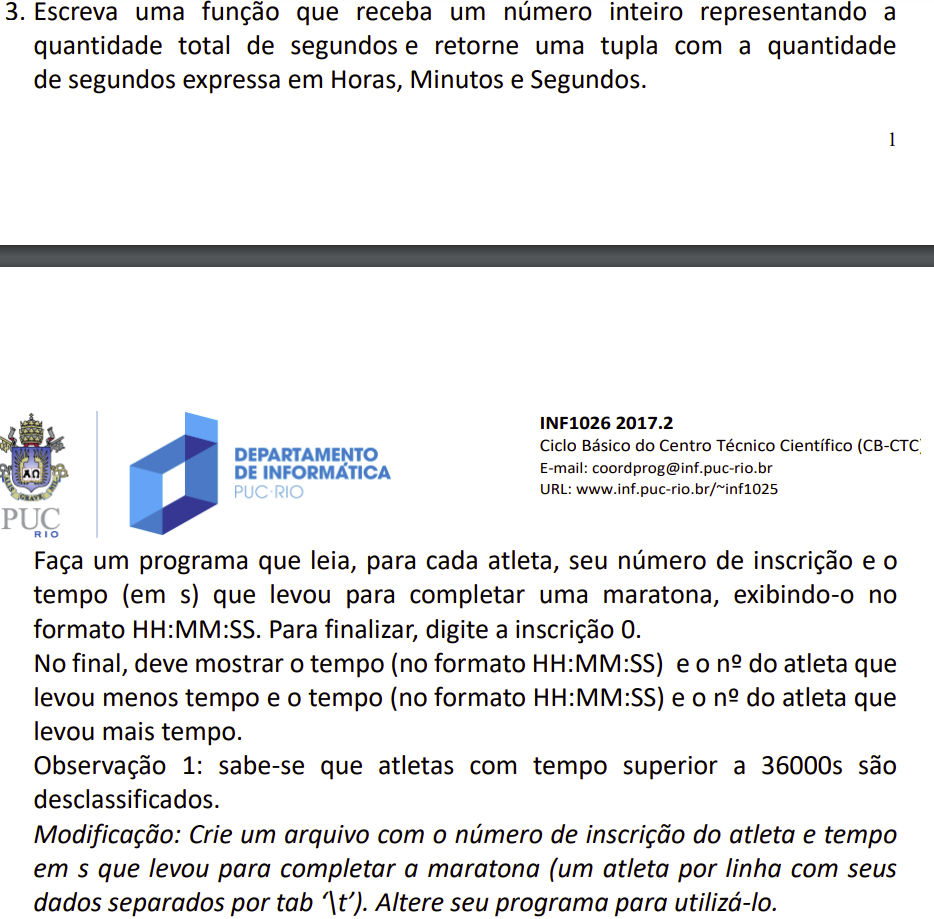 3. Escreva uma função que receba um número inteiro representando a
quantidade total de segundos e retorne uma tupla com a quantidade
de segundos expressa em Horas, Minutos e Segundos.
1
INF1026 2017.2
Ciclo Básico do Centro Técnico Científico (CB-CTC)
E-mail: coordprog@inf.puc-rio.br
URL: www.inf.puc-rio.br/~inf1025
DEPARTAMENTO
DE INFORMÁTICA
PUC·RIO
ΑΩ
PUC
RIO
Faça um programa que leia, para cada atleta, seu número de inscrição e o
tempo (em s) que levou para completar uma maratona, exibindo-o no
formato HH:MM:SS. Para finalizar, digite a inscrição 0.
No final, deve mostrar o tempo (no formato HH:MM:SS) e o nº do atleta que
levou menos tempo e o tempo (no formato HH:MM:SS) e o nº do atleta que
levou mais tempo.
Observação 1: sabe-se que atletas com tempo superior a 36000s são
desclassificados.
Modificação: Crie um arquivo com o número de inscrição do atleta e tempo
em s que levou para completar a maratona (um atleta por linha com seus
dados separados por tab ‘\t’). Altere seu programa para utilizá-lo.